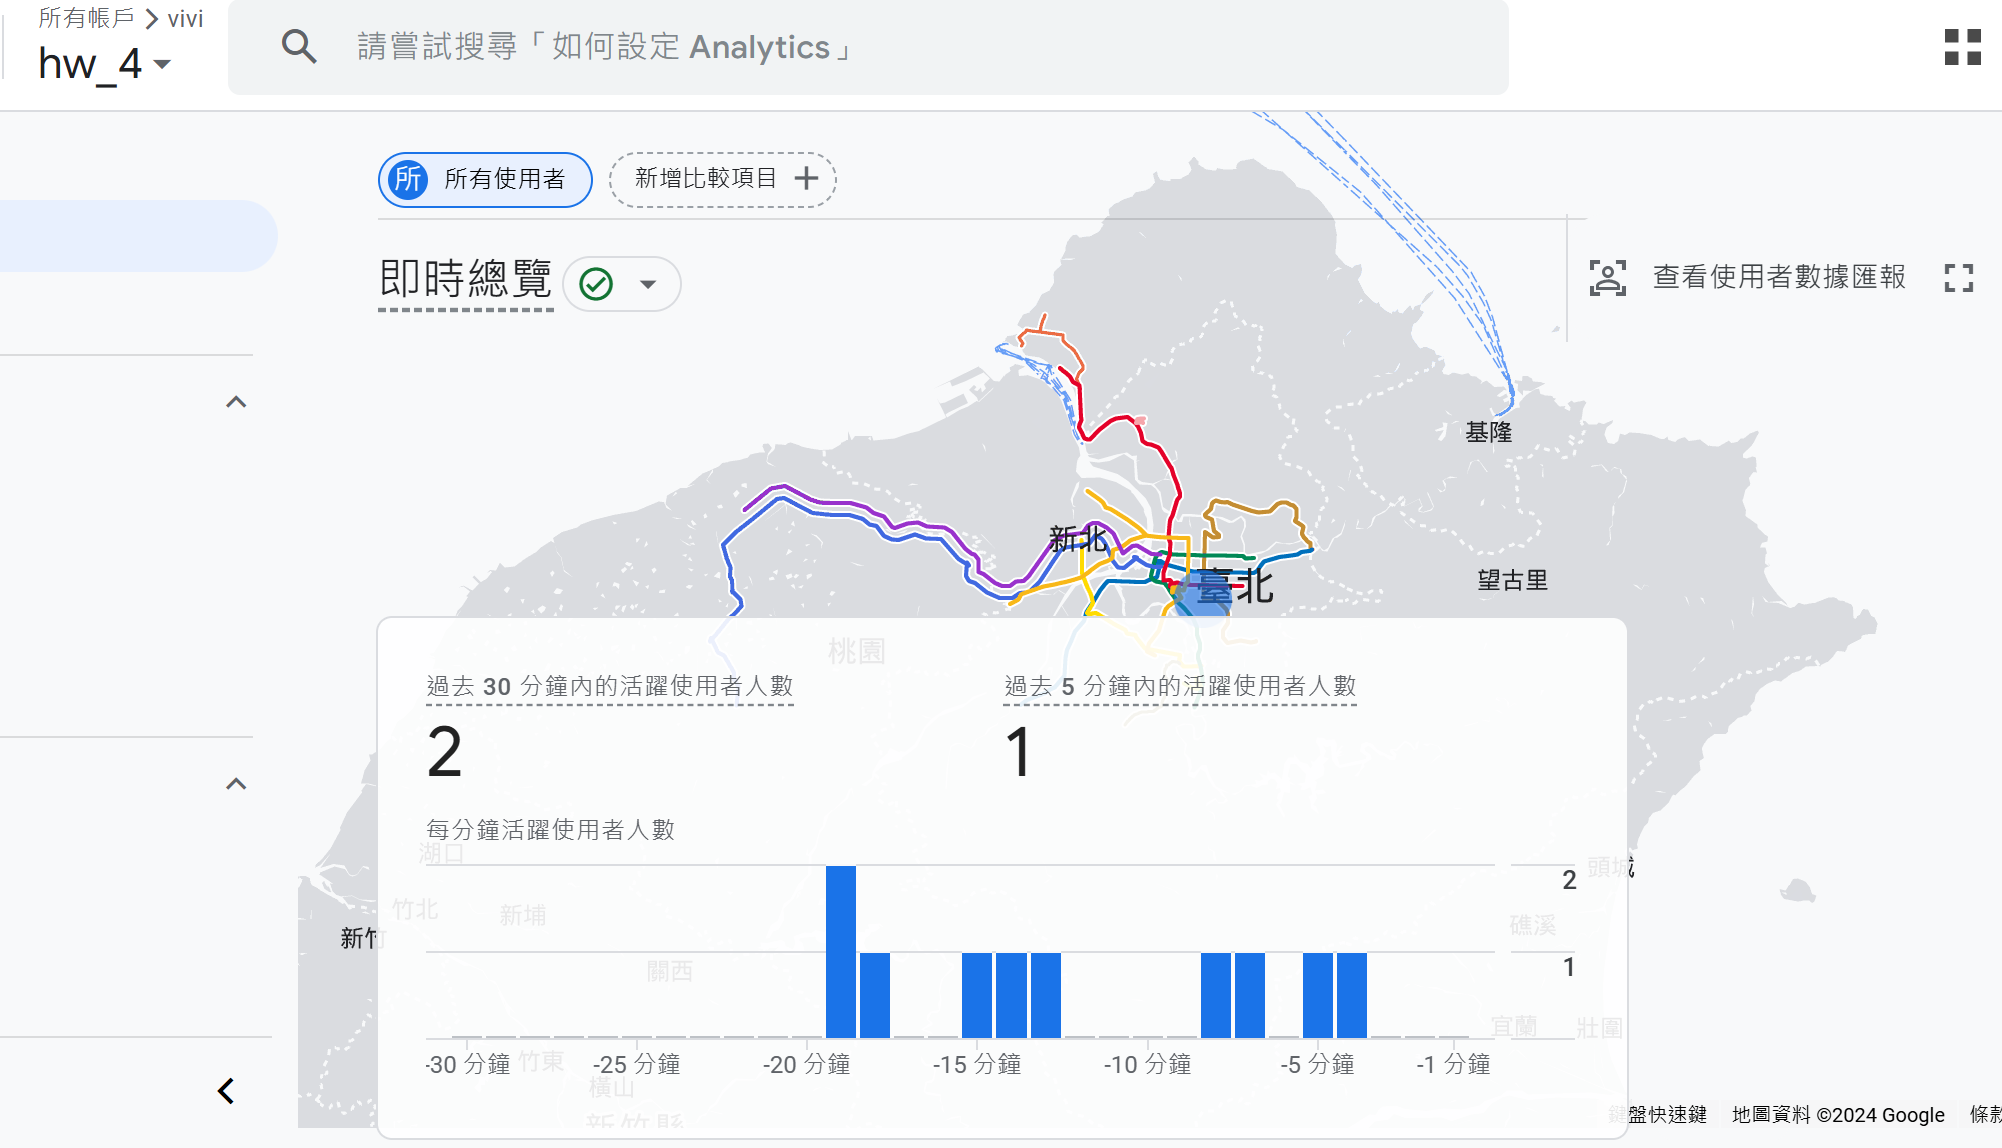 所有帳戶 > vivi
hw_4
請嘗試搜尋「如何設定 Analytics」
所 所有使用者
新增比較項目 +
即時總覽
查看使用者數據匯報
基隆
新北
臺北
望古里
桃園
過去 30 分鐘內的活躍使用者人數
2
過去 5 分鐘內的活躍使用者人數
1
每分鐘活躍使用者人數
湖口
頭城
2
竹北
新埔
礁溪
新竹
關西
1
宜蘭
壯圍
-30 分鐘
-25 分鐘
-20 分鐘
-15 分鐘
-10 分鐘
-5 分鐘
-1 分鐘
竹東
橫山
新竹縣
鍵盤快速鍵
地圖資料 ©2024 Google
條款